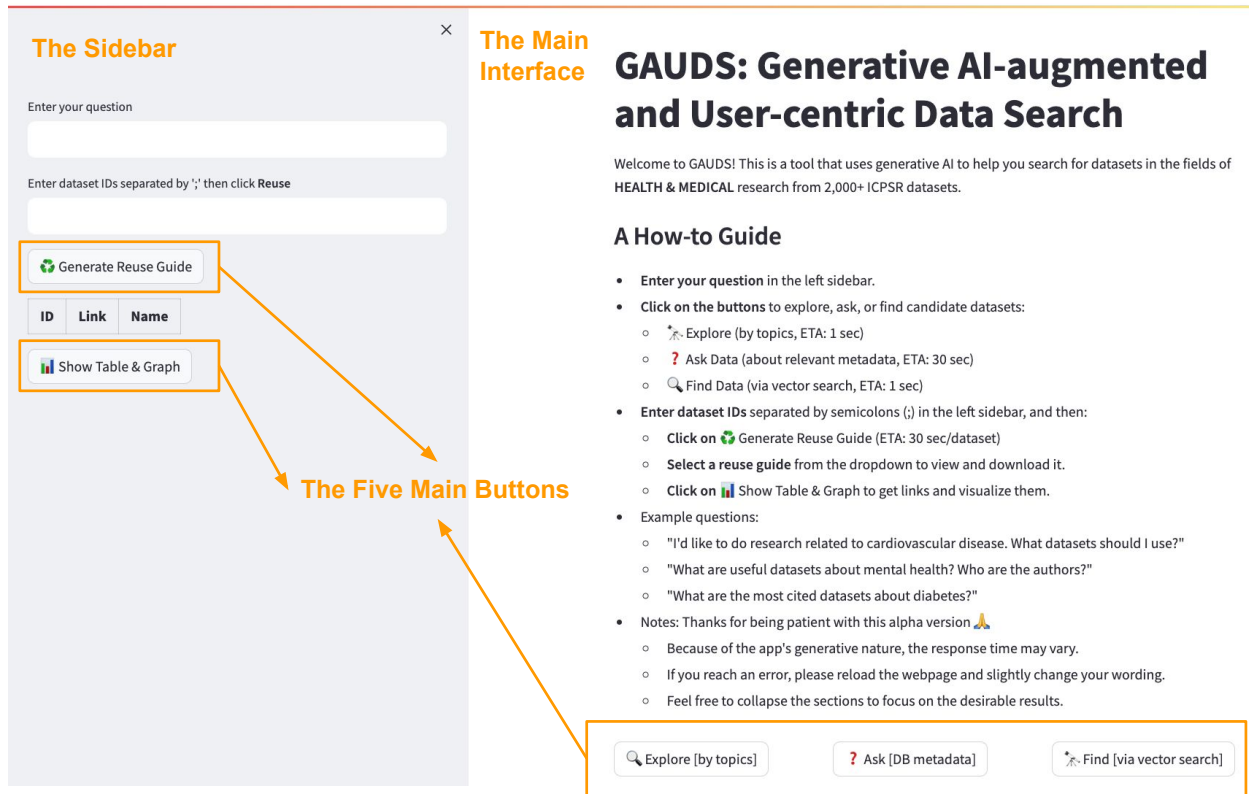 The Sidebar
×
Enter your question
Enter dataset IDs separated by ';' then click Reuse
♻️ Generate Reuse Guide
ID Link Name
📊 Show Table & Graph
The Five Main Buttons
The Main
Interface
GAUDS: Generative AI-augmented
and User-centric Data Search
Welcome to GAUDS! This is a tool that uses generative AI to help you search for datasets in the fields of
HEALTH & MEDICAL research from 2,000+ ICPSR datasets.
A How-to Guide
• Enter your question in the left sidebar.
• Click on the buttons to explore, ask, or find candidate datasets:
◦ 🔭 Explore (by topics, ETA: 1 sec)
◦ ❓ Ask Data (about relevant metadata, ETA: 30 sec)
◦ 🔍 Find Data (via vector search, ETA: 1 sec)
• Enter dataset IDs separated by semicolons (;) in the left sidebar, and then:
◦ Click on ♻️ Generate Reuse Guide (ETA: 30 sec/dataset)
◦ Select a reuse guide from the dropdown to view and download it.
◦ Click on 📊 Show Table & Graph to get links and visualize them.
• Example questions:
◦ "I'd like to do research related to cardiovascular disease. What datasets should I use?"
◦ "What are useful datasets about mental health? Who are the authors?"
◦ "What are the most cited datasets about diabetes?"
• Notes: Thanks for being patient with this alpha version 🙏
◦ Because of the app's generative nature, the response time may vary.
◦ If you reach an error, please reload the webpage and slightly change your wording.
◦ Feel free to collapse the sections to focus on the desirable results.
🔍 Explore [by topics] ❓ Ask [DB metadata] 🔭 Find [via vector search]